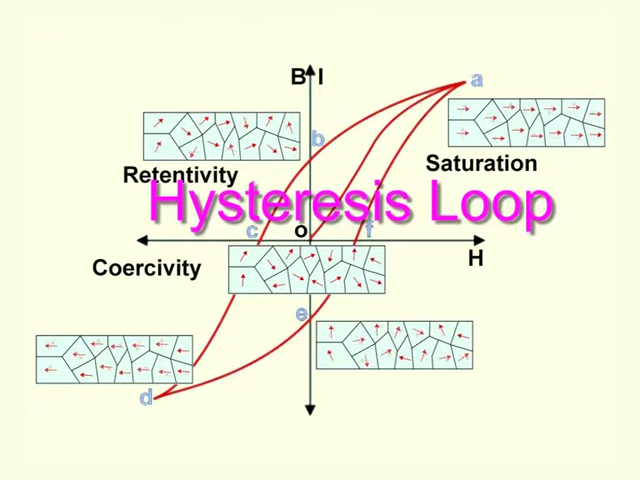 B I
a
b
Retentivity
Saturation
Hysteresis Loop
c
o
f
H
Coercivity
e
d